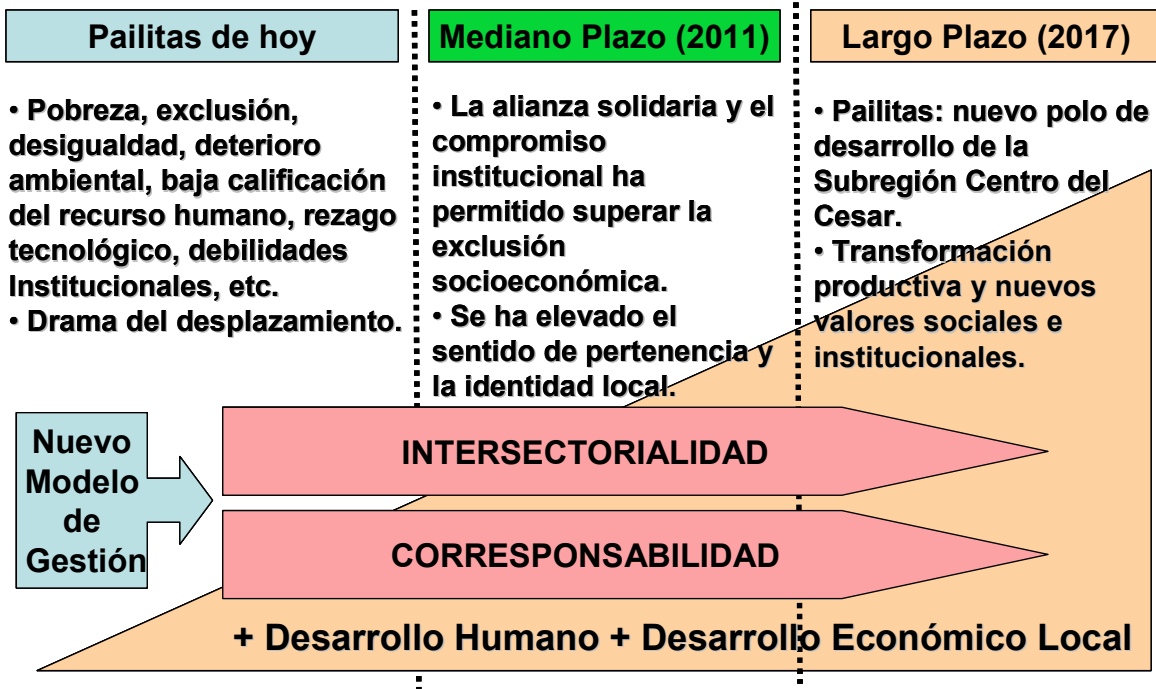 Pailitas de hoy
• Pobreza, exclusión,
desigualdad, deterioro
ambiental, baja calificación
del recurso humano, rezago
tecnológico, debilidades
Institucionales, etc.
• Drama del desplazamiento.
Mediano Plazo (2011)
• La alianza solidaria y el
compromiso
institucional ha
permitido superar la
exclusión
socioeconómica.
• Se ha elevado el
sentido de pertenencia y
la identidad local.
Largo Plazo (2017)
• Pailitas: nuevo polo de
desarrollo de la
Subregión Centro del
Cesar.
• Transformación
productiva y nuevos
valores sociales e
institucionales.
Nuevo
Modelo
de
Gestión
INTERSECTORIALIDAD
CORRESPONSABILIDAD
+ Desarrollo Humano + Desarrollo Económico Local